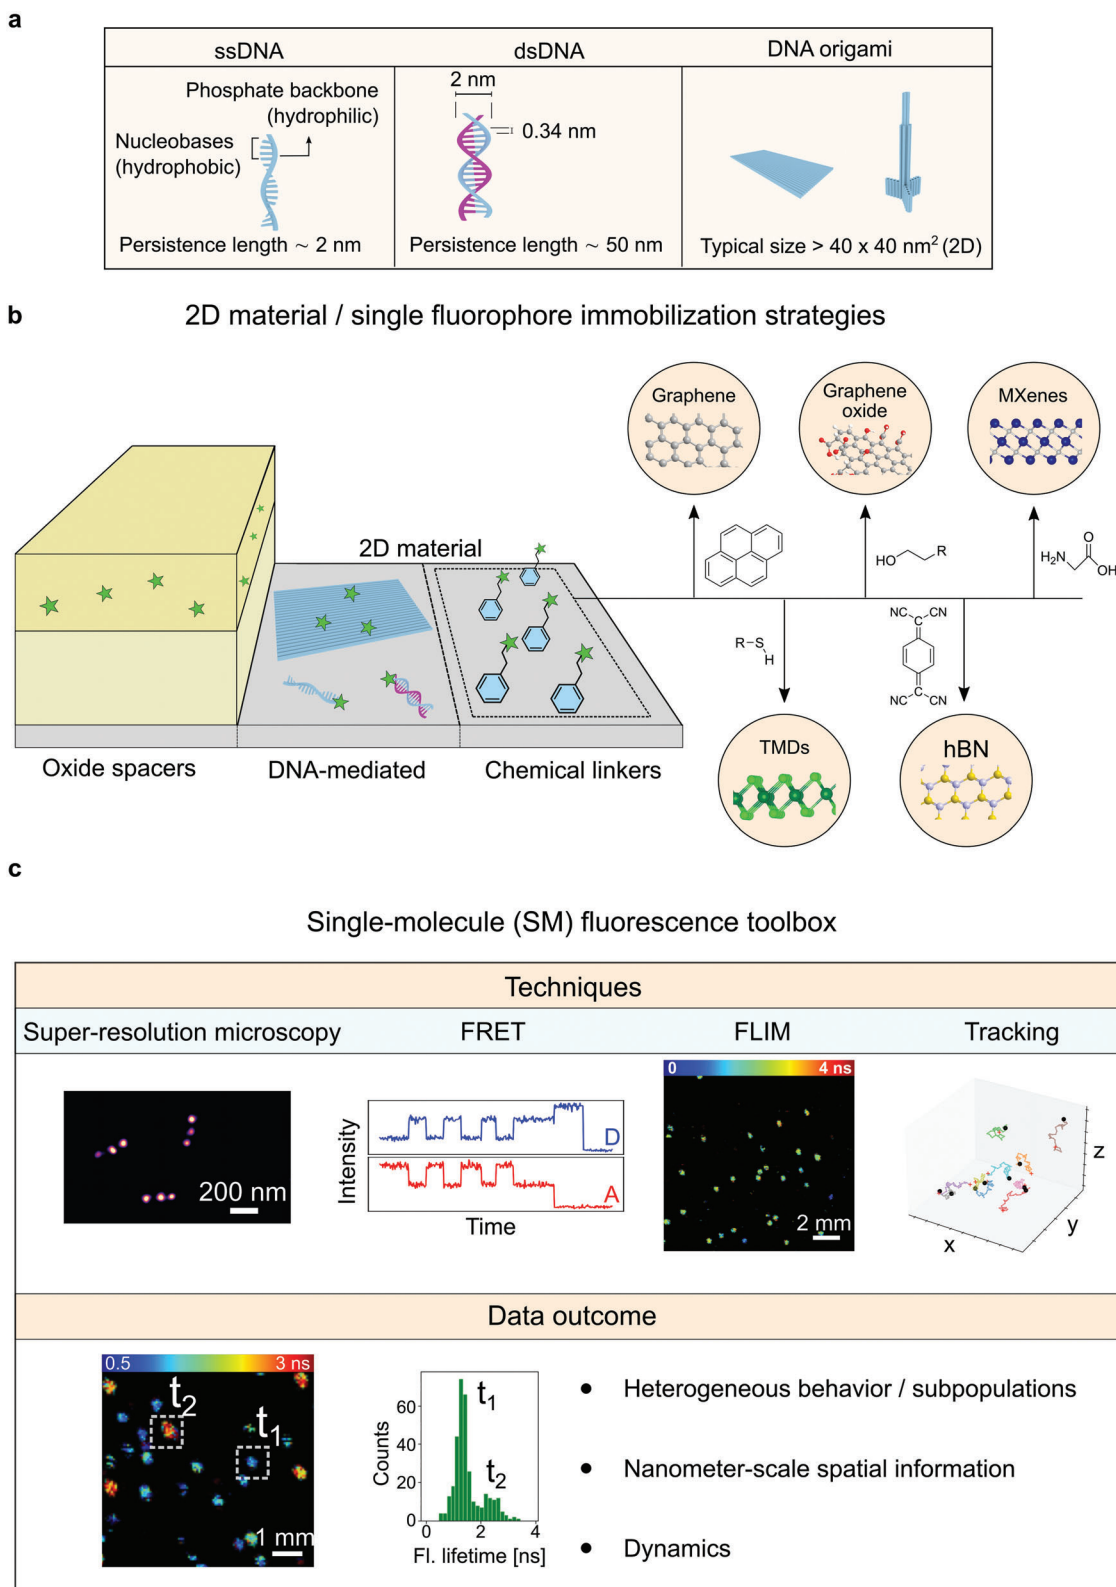 a
ssDNA
dsDNA
DNA origami
Phosphate backbone
(hydrophilic)
Nucleobases
(hydrophobic)
2 nm
0.34 nm
Persistence length ~ 2 nm
Persistence length ~ 50 nm
Typical size > 40 x 40 nm² (2D)
b
2D material / single fluorophore immobilization strategies
Graphene
Graphene
oxide
MXenes
2D material
HO
R
H₂N
O
OH
R-S
H
NC
CN
NC
CN
Oxide spacers
DNA-mediated
Chemical linkers
TMDs
hBN
c
Single-molecule (SM) fluorescence toolbox
Techniques
Super-resolution microscopy
FRET
FLIM
Tracking
200 nm
Intensity
D
A
Time
0
4 ns
2 mm
x
y
z
Data outcome
0.5
3 ns
t₂
t₁
1 mm
Counts
60
40
20
0
t₁
t₂
0
2
4
Fl. lifetime [ns]
● Heterogeneous behavior / subpopulations
● Nanometer-scale spatial information
● Dynamics